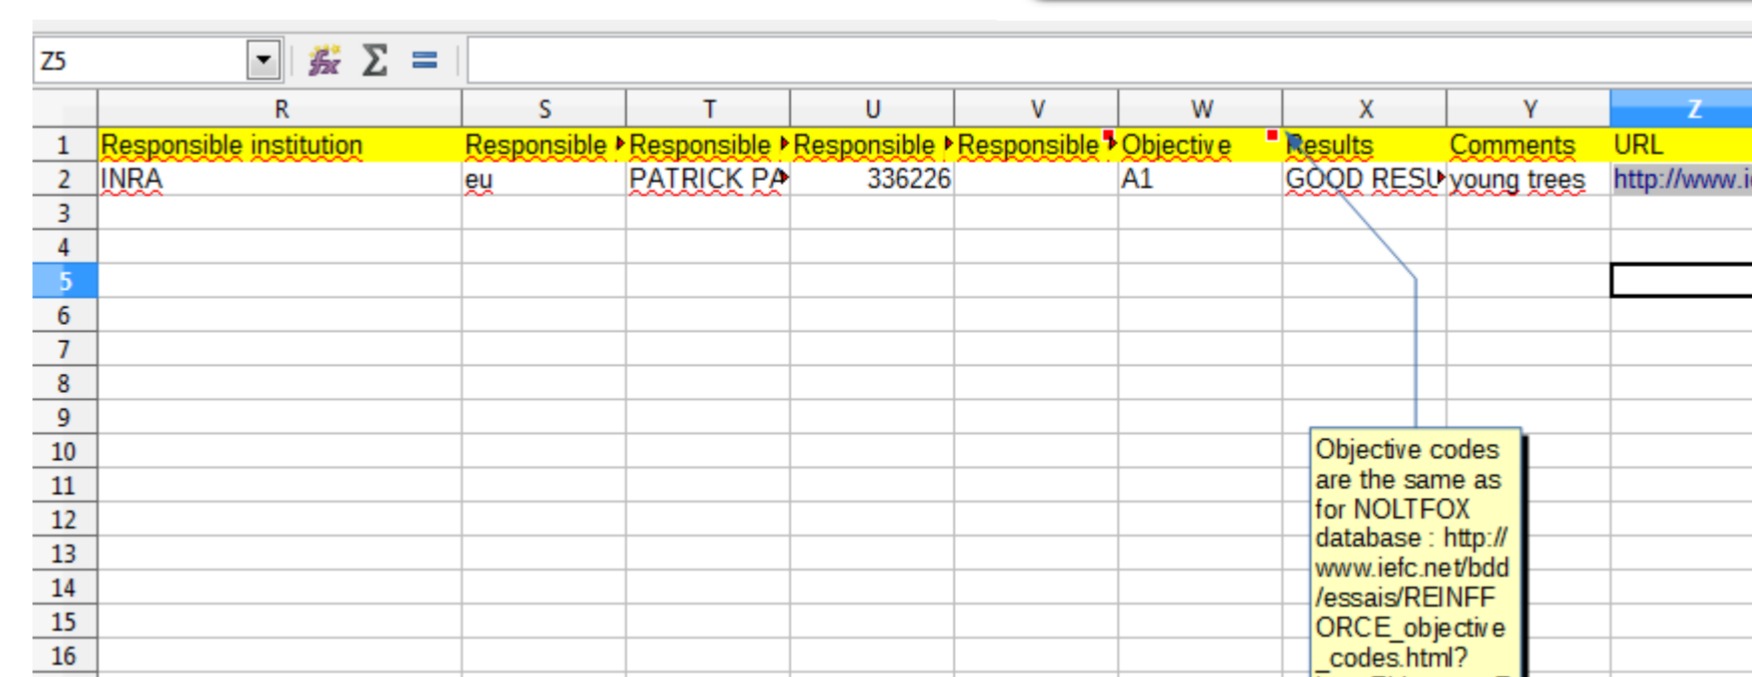 Z5
R S T U V W X Y Z
1 Responsible institution Responsible Responsible Responsible Responsible Objective Results Comments URL
2 INRA eu PATRICK PA 336226 A1 GOOD RESU young trees http://www.i
3
4
5
6
7
8
9
10
11
12
13
14
15
16
Objective codes
are the same as
for NOLTFOX
database : http://
www.iefc.net/bdd
/essais/REINFF
ORCE_objective
_codes.html?